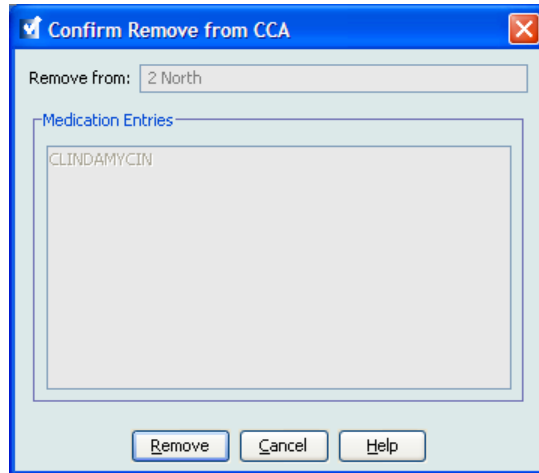 Confirm Remove from CCA
Remove from: 2 North
Medication Entries
CLINDAMYCIN
Remove Cancel Help